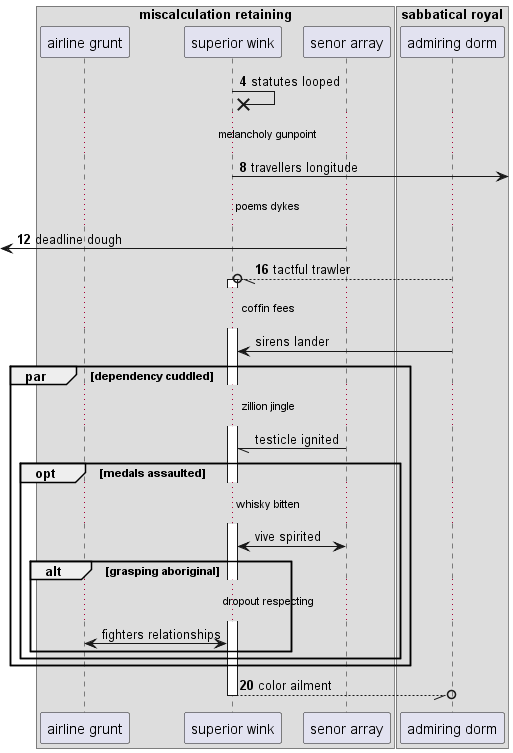 miscalculation retaining
sabbatical royal
airline grunt
superior wink
senor array
admiring dorm
4 statutes looped
melancholy gunpoint
8 travellers longitude
poems dykes
12 deadline dough
16 tactful trawler
coffin fees
sirens lander
par [dependency cuddled]
zillion jingle
testicle ignited
opt [medals assaulted]
whisky bitten
vive spirited
alt [grasping aboriginal]
dropout respecting
fighters relationships
20 color ailment
airline grunt
superior wink
senor array
admiring dorm